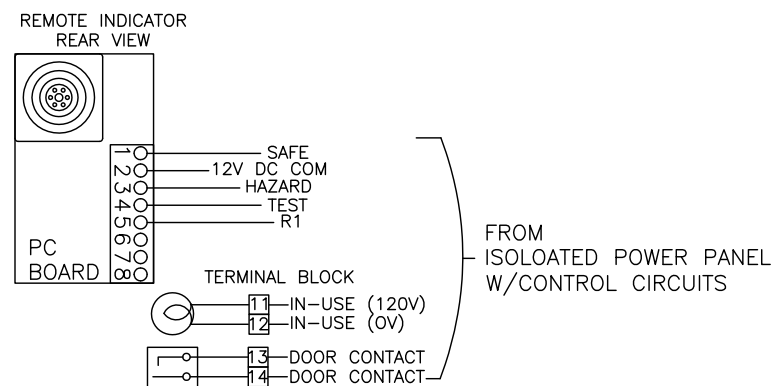 REMOTE INDICATOR
REAR VIEW
1 SAFE
2 12V DC COM
3 HAZARD
4 TEST
5 R1
6
7
8
PC
BOARD
FROM
ISOLOATED POWER PANEL
W/CONTROL CIRCUITS
TERMINAL BLOCK
11 IN-USE (120V)
12 IN-USE (0V)
13 DOOR CONTACT
14 DOOR CONTACT